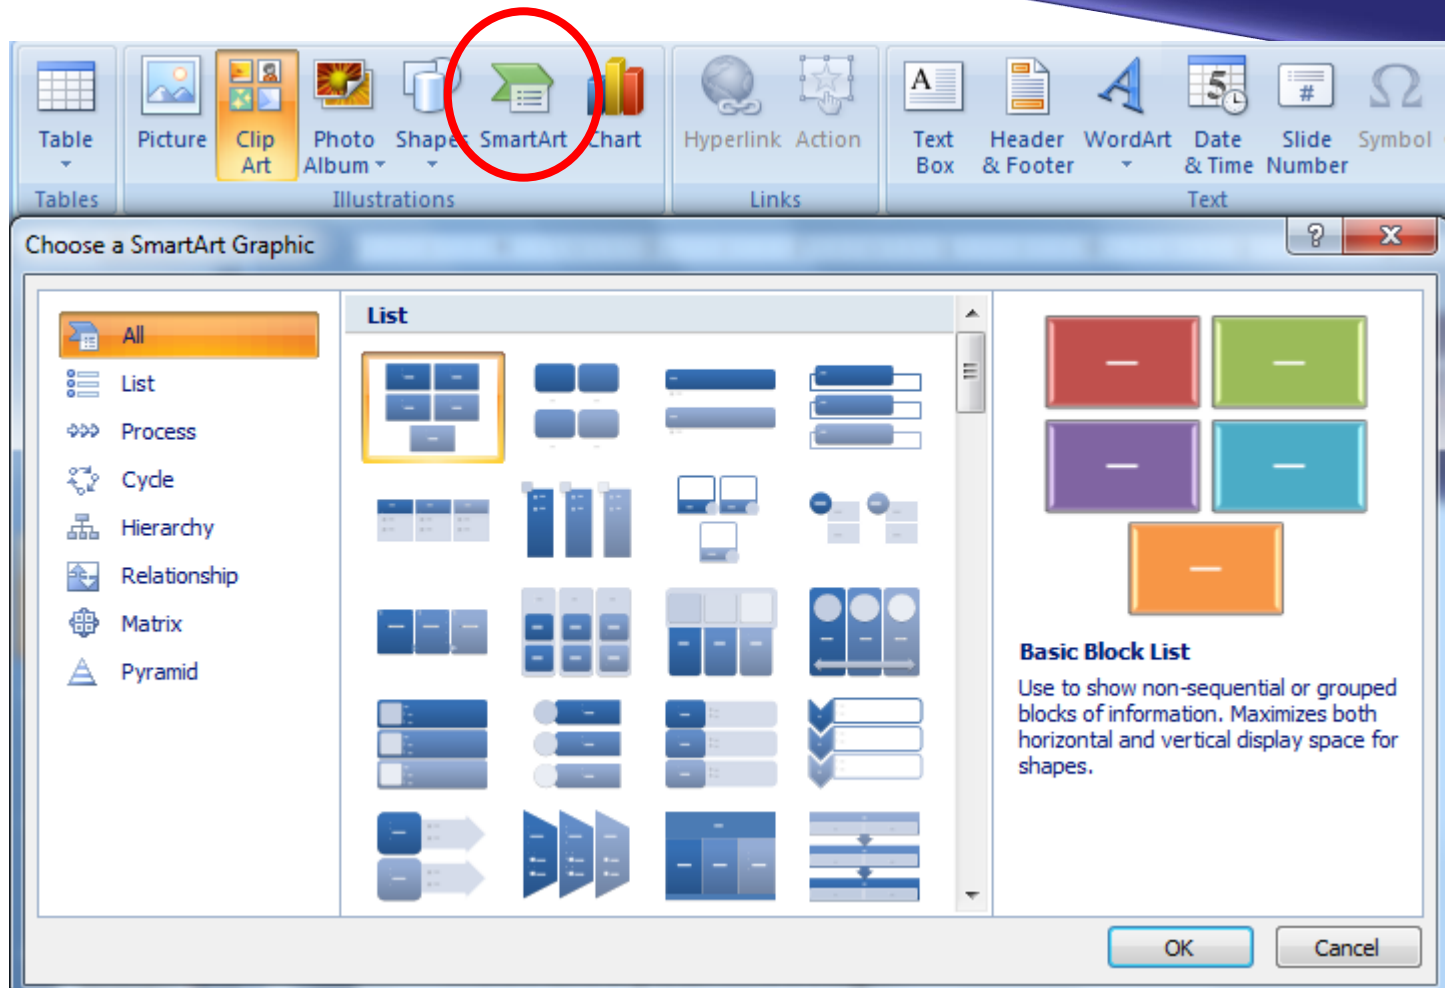 Table
Picture
Clip
Art
Photo
Album
Shapes
SmartArt
Chart
Hyperlink
Action
Text
Box
Header
& Footer
WordArt
Date
& Time
Slide
Number
Symbol
Tables
Illustrations
Links
Text
Choose a SmartArt Graphic
All
List
Process
Cycle
Hierarchy
Relationship
Matrix
Pyramid
List
Basic Block List
Use to show non-sequential or grouped
blocks of information. Maximizes both
horizontal and vertical display space for
shapes.
OK
Cancel